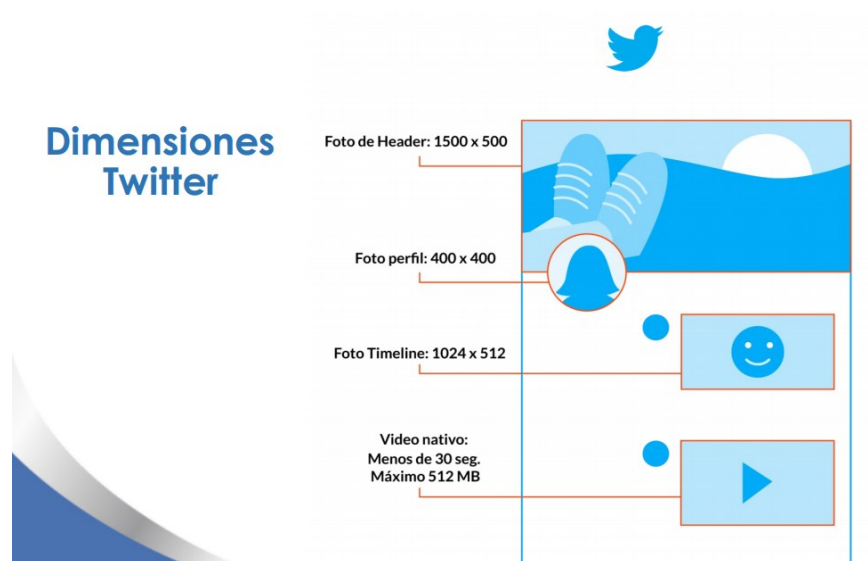 Dimensiones
Twitter
Foto de Header: 1500 x 500
Foto perfil: 400 x 400
Foto Timeline: 1024 x 512
Video nativo:
Menos de 30 seg.
Máximo 512 MB